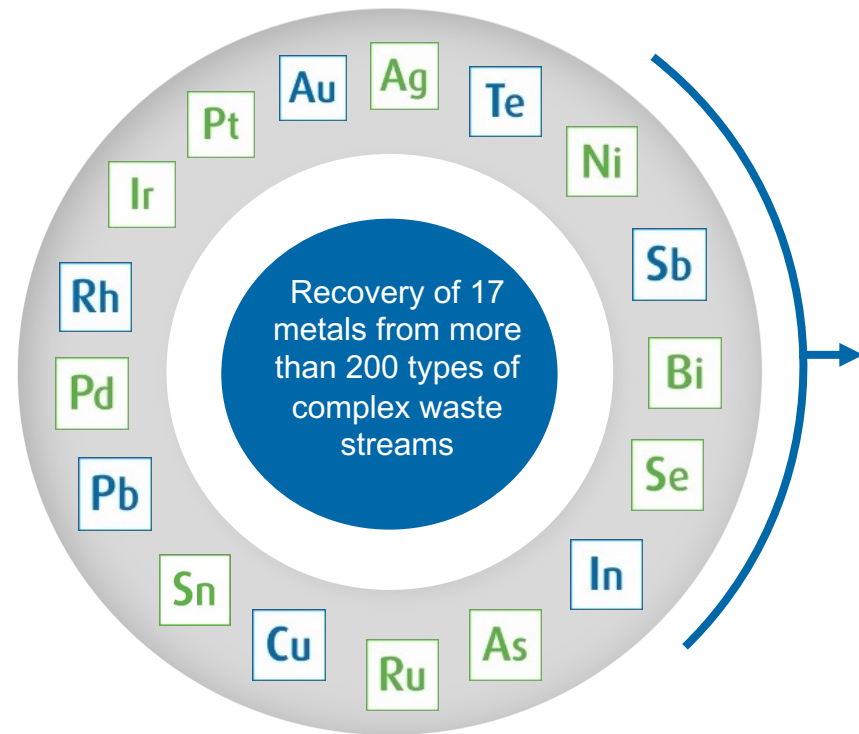 Au
Ag
Te
Pt
Ni
Ir
Sb
Rh
Bi
Pd
Se
Pb
In
Sn
As
Cu
Ru
Recovery of 17
metals from more
than 200 types of
complex waste
streams